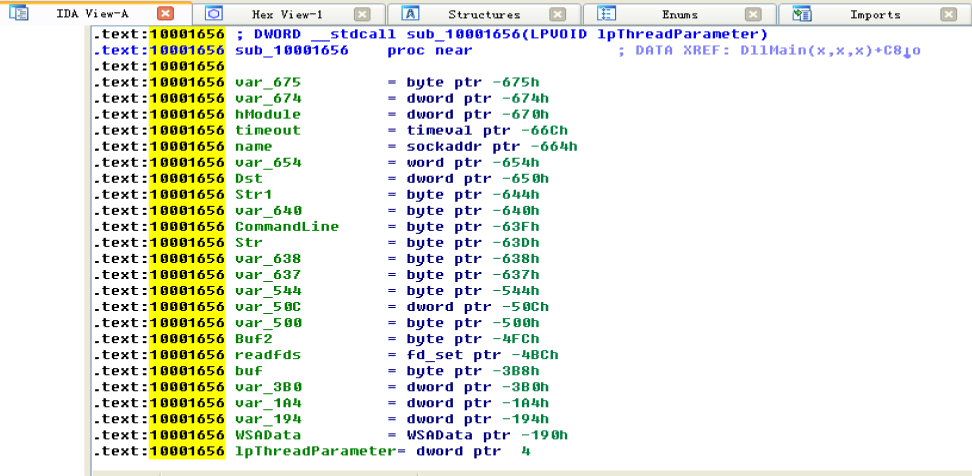 IDA View-A Hex View-1 Structures Enums Imports
.text:10001656 ; DWORD __stdcall sub_10001656(LPVOID lpThreadParameter)
.text:10001656 sub_10001656 proc near ; DATA XREF: DllMain(x,x,x)+C8↓o
.text:10001656
.text:10001656 var_675 = byte ptr -675h
.text:10001656 var_674 = dword ptr -674h
.text:10001656 hModule = dword ptr -670h
.text:10001656 timeout = timeval ptr -66Ch
.text:10001656 name = sockaddr ptr -664h
.text:10001656 var_654 = word ptr -654h
.text:10001656 Dst = dword ptr -650h
.text:10001656 Str1 = byte ptr -644h
.text:10001656 var_640 = byte ptr -640h
.text:10001656 CommandLine = byte ptr -63Fh
.text:10001656 Str = byte ptr -63Dh
.text:10001656 var_638 = byte ptr -638h
.text:10001656 var_637 = byte ptr -637h
.text:10001656 var_544 = byte ptr -544h
.text:10001656 var_50C = dword ptr -50Ch
.text:10001656 var_500 = byte ptr -500h
.text:10001656 Buf2 = byte ptr -4FCh
.text:10001656 readfds = fd_set ptr -4BCh
.text:10001656 buf = byte ptr -3B8h
.text:10001656 var_3B0 = dword ptr -3B0h
.text:10001656 var_1A4 = dword ptr -1A4h
.text:10001656 var_194 = dword ptr -194h
.text:10001656 WSAData = WSAData ptr -190h
.text:10001656 lpThreadParameter= dword ptr 4